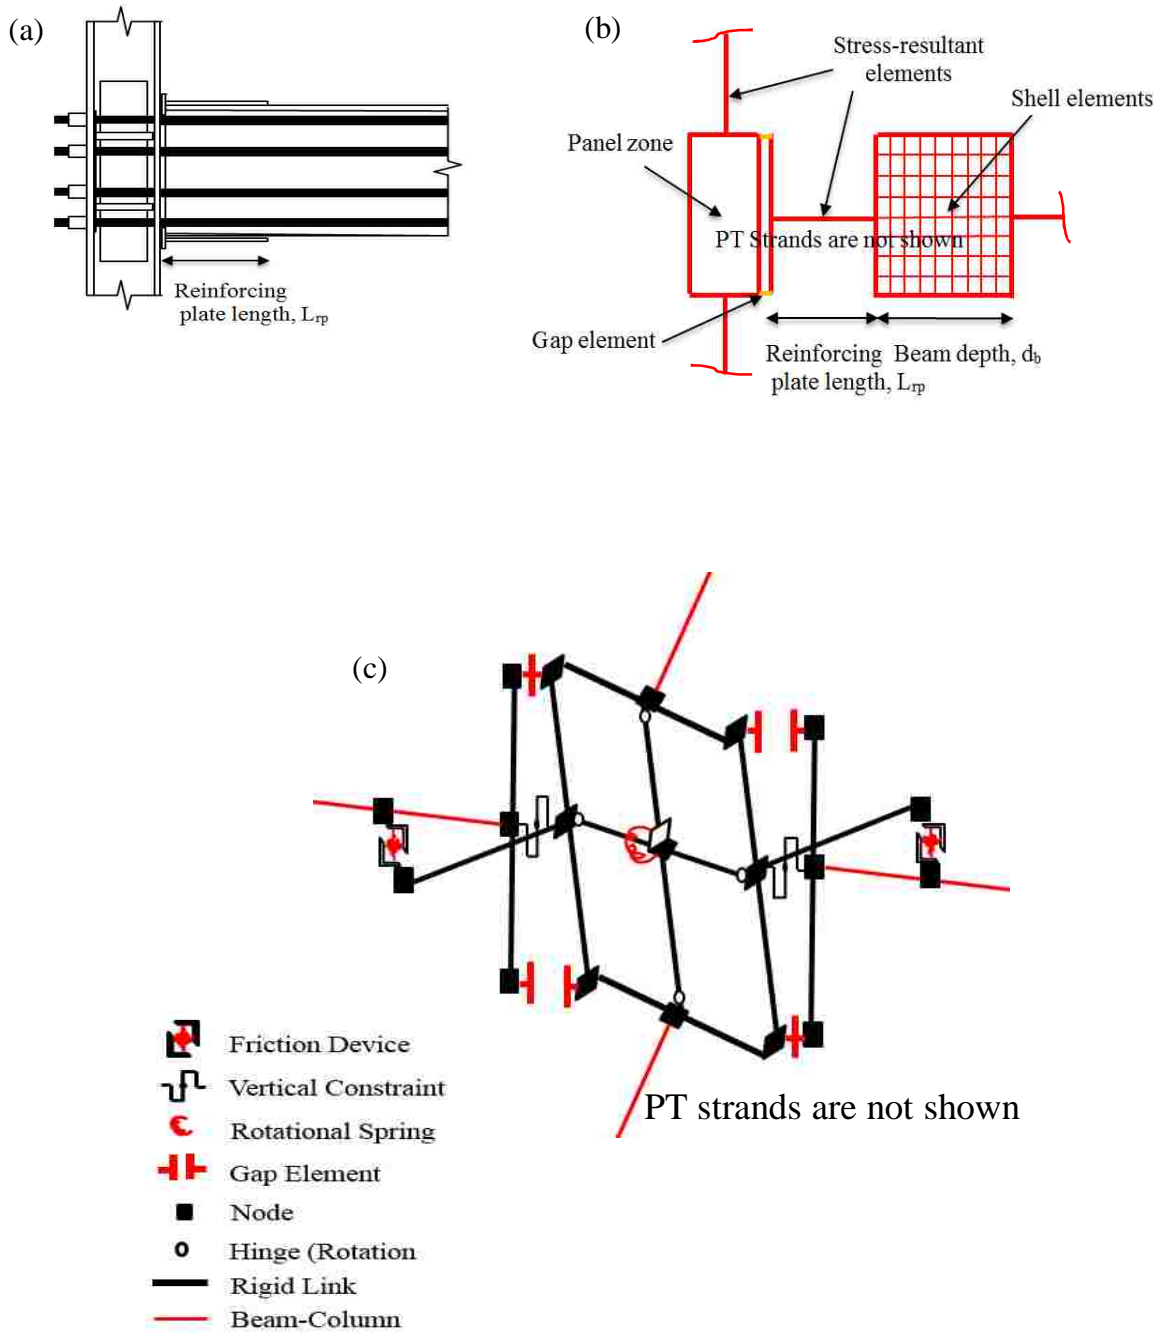 (a)
Reinforcing
plate length, Lrp
(b)
Stress-resultant
elements
Shell elements
Panel zone
PT Strands are not shown
Gap element
Reinforcing
plate length, Lrp
Beam depth, db
(c)
PT strands are not shown
Friction Device
Vertical Constraint
Rotational Spring
Gap Element
Node
Hinge (Rotation
Rigid Link
Beam-Column